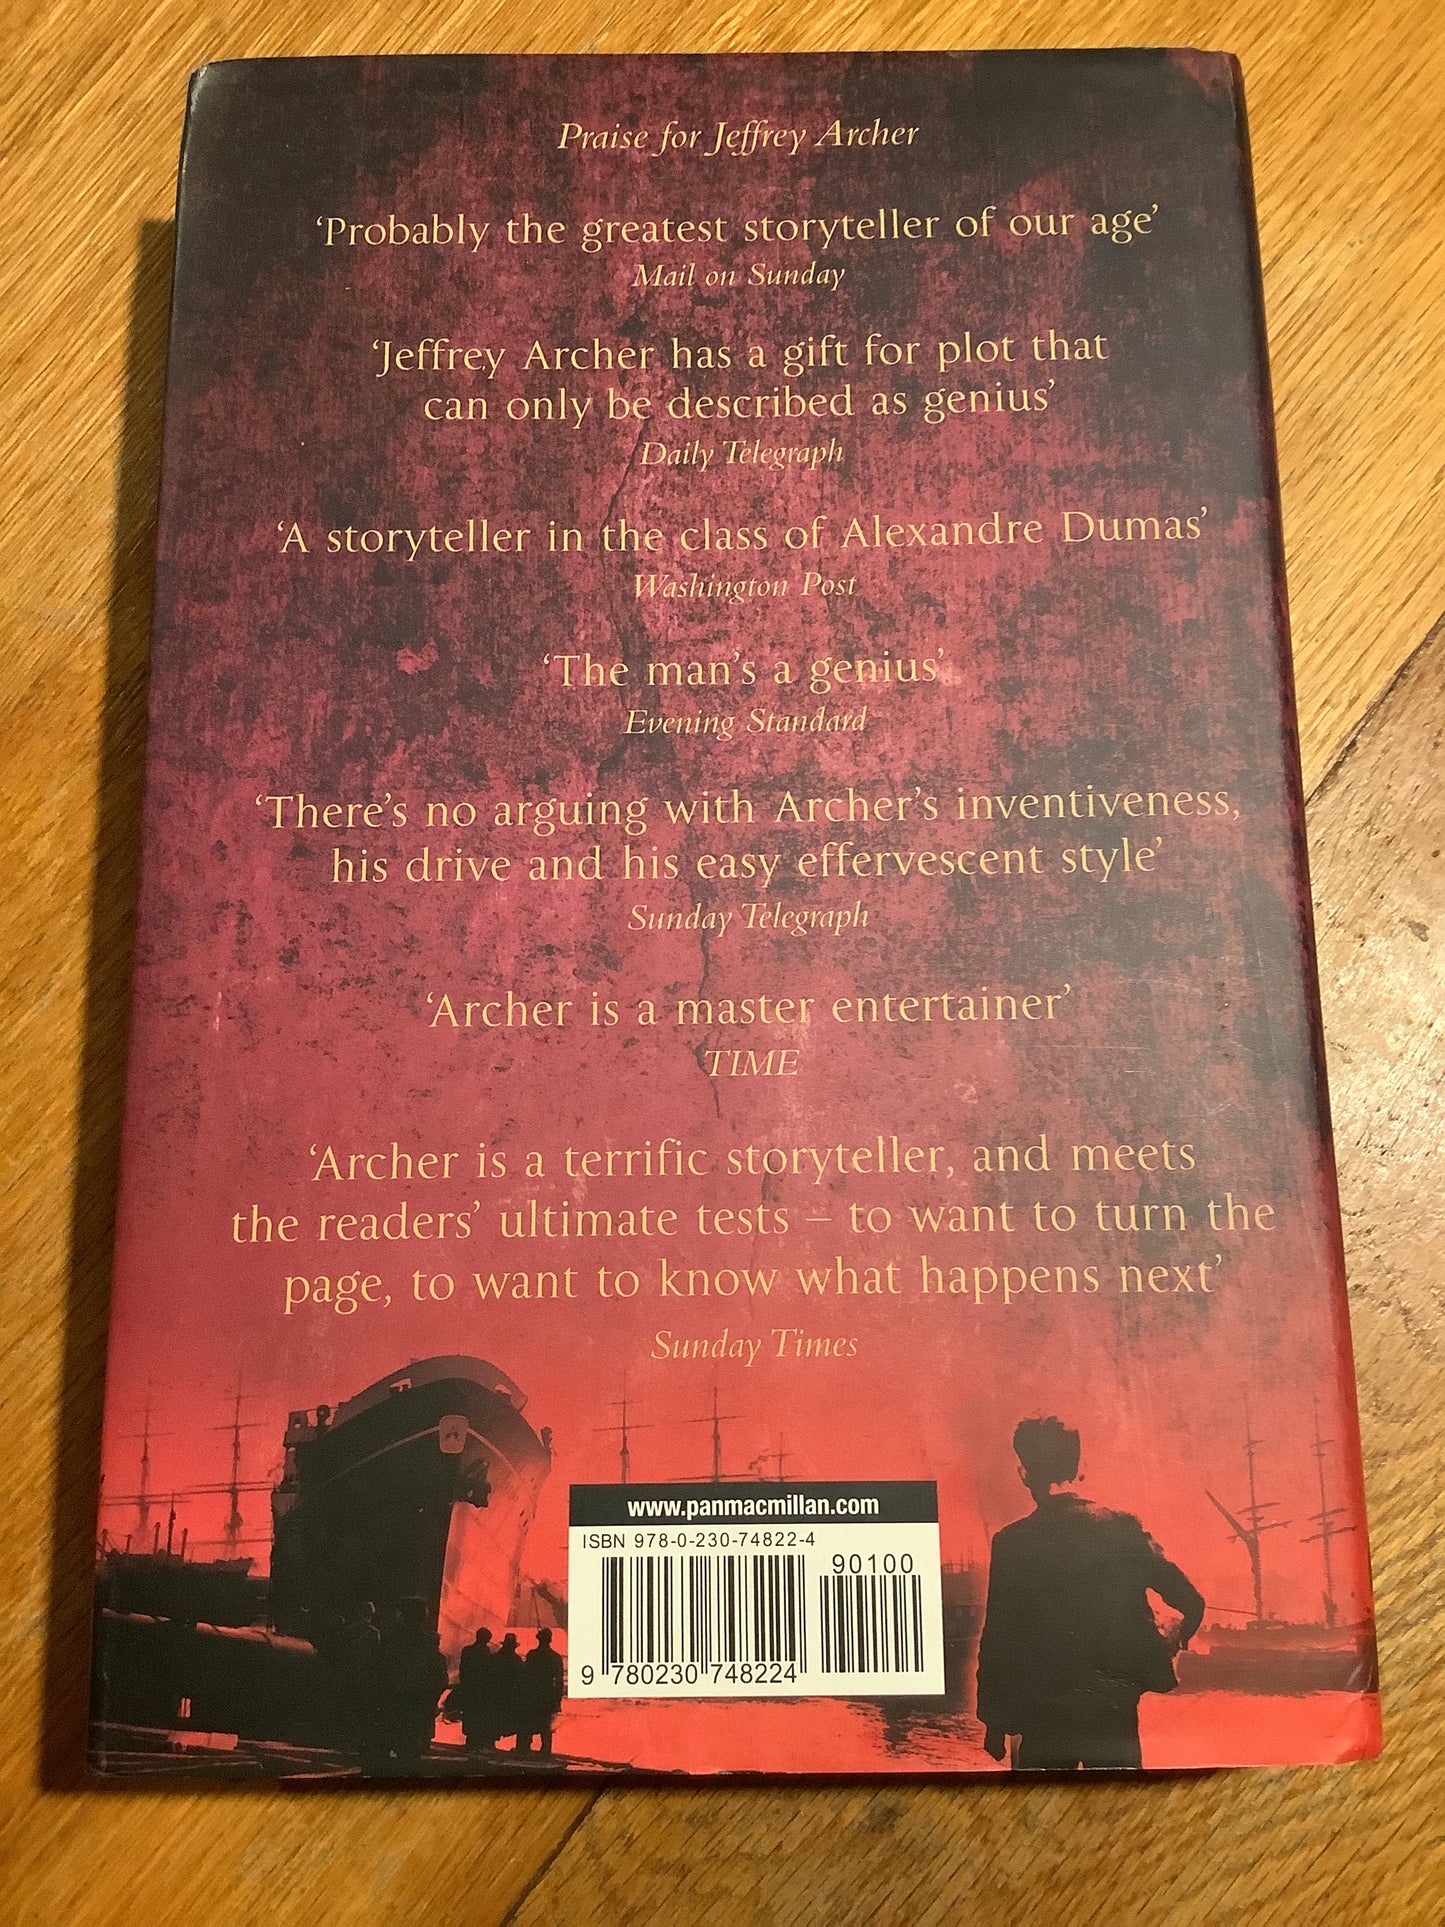 Praise for Jeffrey Archer
‘Probably the greatest storyteller of our age’
Mail on Sunday
‘Jeffrey Archer has a gift for plot that
can only be described as genius’
Daily Telegraph
‘A storyteller in the class of Alexandre Dumas’
Washington Post
‘The man’s a genius’
Evening Standard
‘There’s no arguing with Archer’s inventiveness,
his drive and his easy effervescent style’
Sunday Telegraph
‘Archer is a master entertainer’
TIME
‘Archer is a terrific storyteller, and meets
the readers’ ultimate tests – to want to turn the
page, to want to know what happens next’
Sunday Times
www.panmacmillan.com
ISBN 978-0-230-74822-4
90100
9 780230 748224